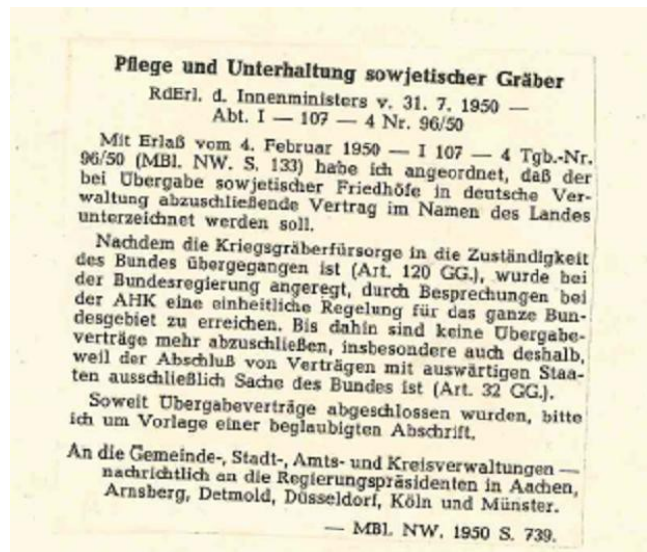 Pflege und Unterhaltung sowjetischer Gräber
RdErl. d. Innenministers v. 31. 7. 1950 —
Abt. I — 107 — 4 Nr. 96/50
Mit Erlaß vom 4. Februar 1950 — I 107 — 4 Tgb.-Nr.
96/50 (MBl. NW. S. 133) habe ich angeordnet, daß der
bei Übergabe sowjetischer Friedhöfe in deutsche Ver-
waltung abzuschließende Vertrag im Namen des Landes
unterzeichnet werden soll.
Nachdem die Kriegsgräberfürsorge in die Zuständigkeit
des Bundes übergegangen ist (Art. 120 GG.), wurde bei
der Bundesregierung angeregt, durch Besprechungen bei
der AHK eine einheitliche Regelung für das ganze Bun-
desgebiet zu erreichen. Bis dahin sind keine Übergabe-
verträge mehr abzuschließen, insbesondere auch deshalb,
weil der Abschluß von Verträgen mit auswärtigen Staa-
ten ausschließlich Sache des Bundes ist (Art. 32 GG.).
Soweit Übergabeverträge abgeschlossen wurden, bitte
ich um Vorlage einer beglaubigten Abschrift.
An die Gemeinde-, Stadt-, Amts- und Kreisverwaltungen —
nachrichtlich an die Regierungspräsidenten in Aachen,
Arnsberg, Detmold, Düsseldorf, Köln und Münster.
— MBl. NW. 1950 S. 739.